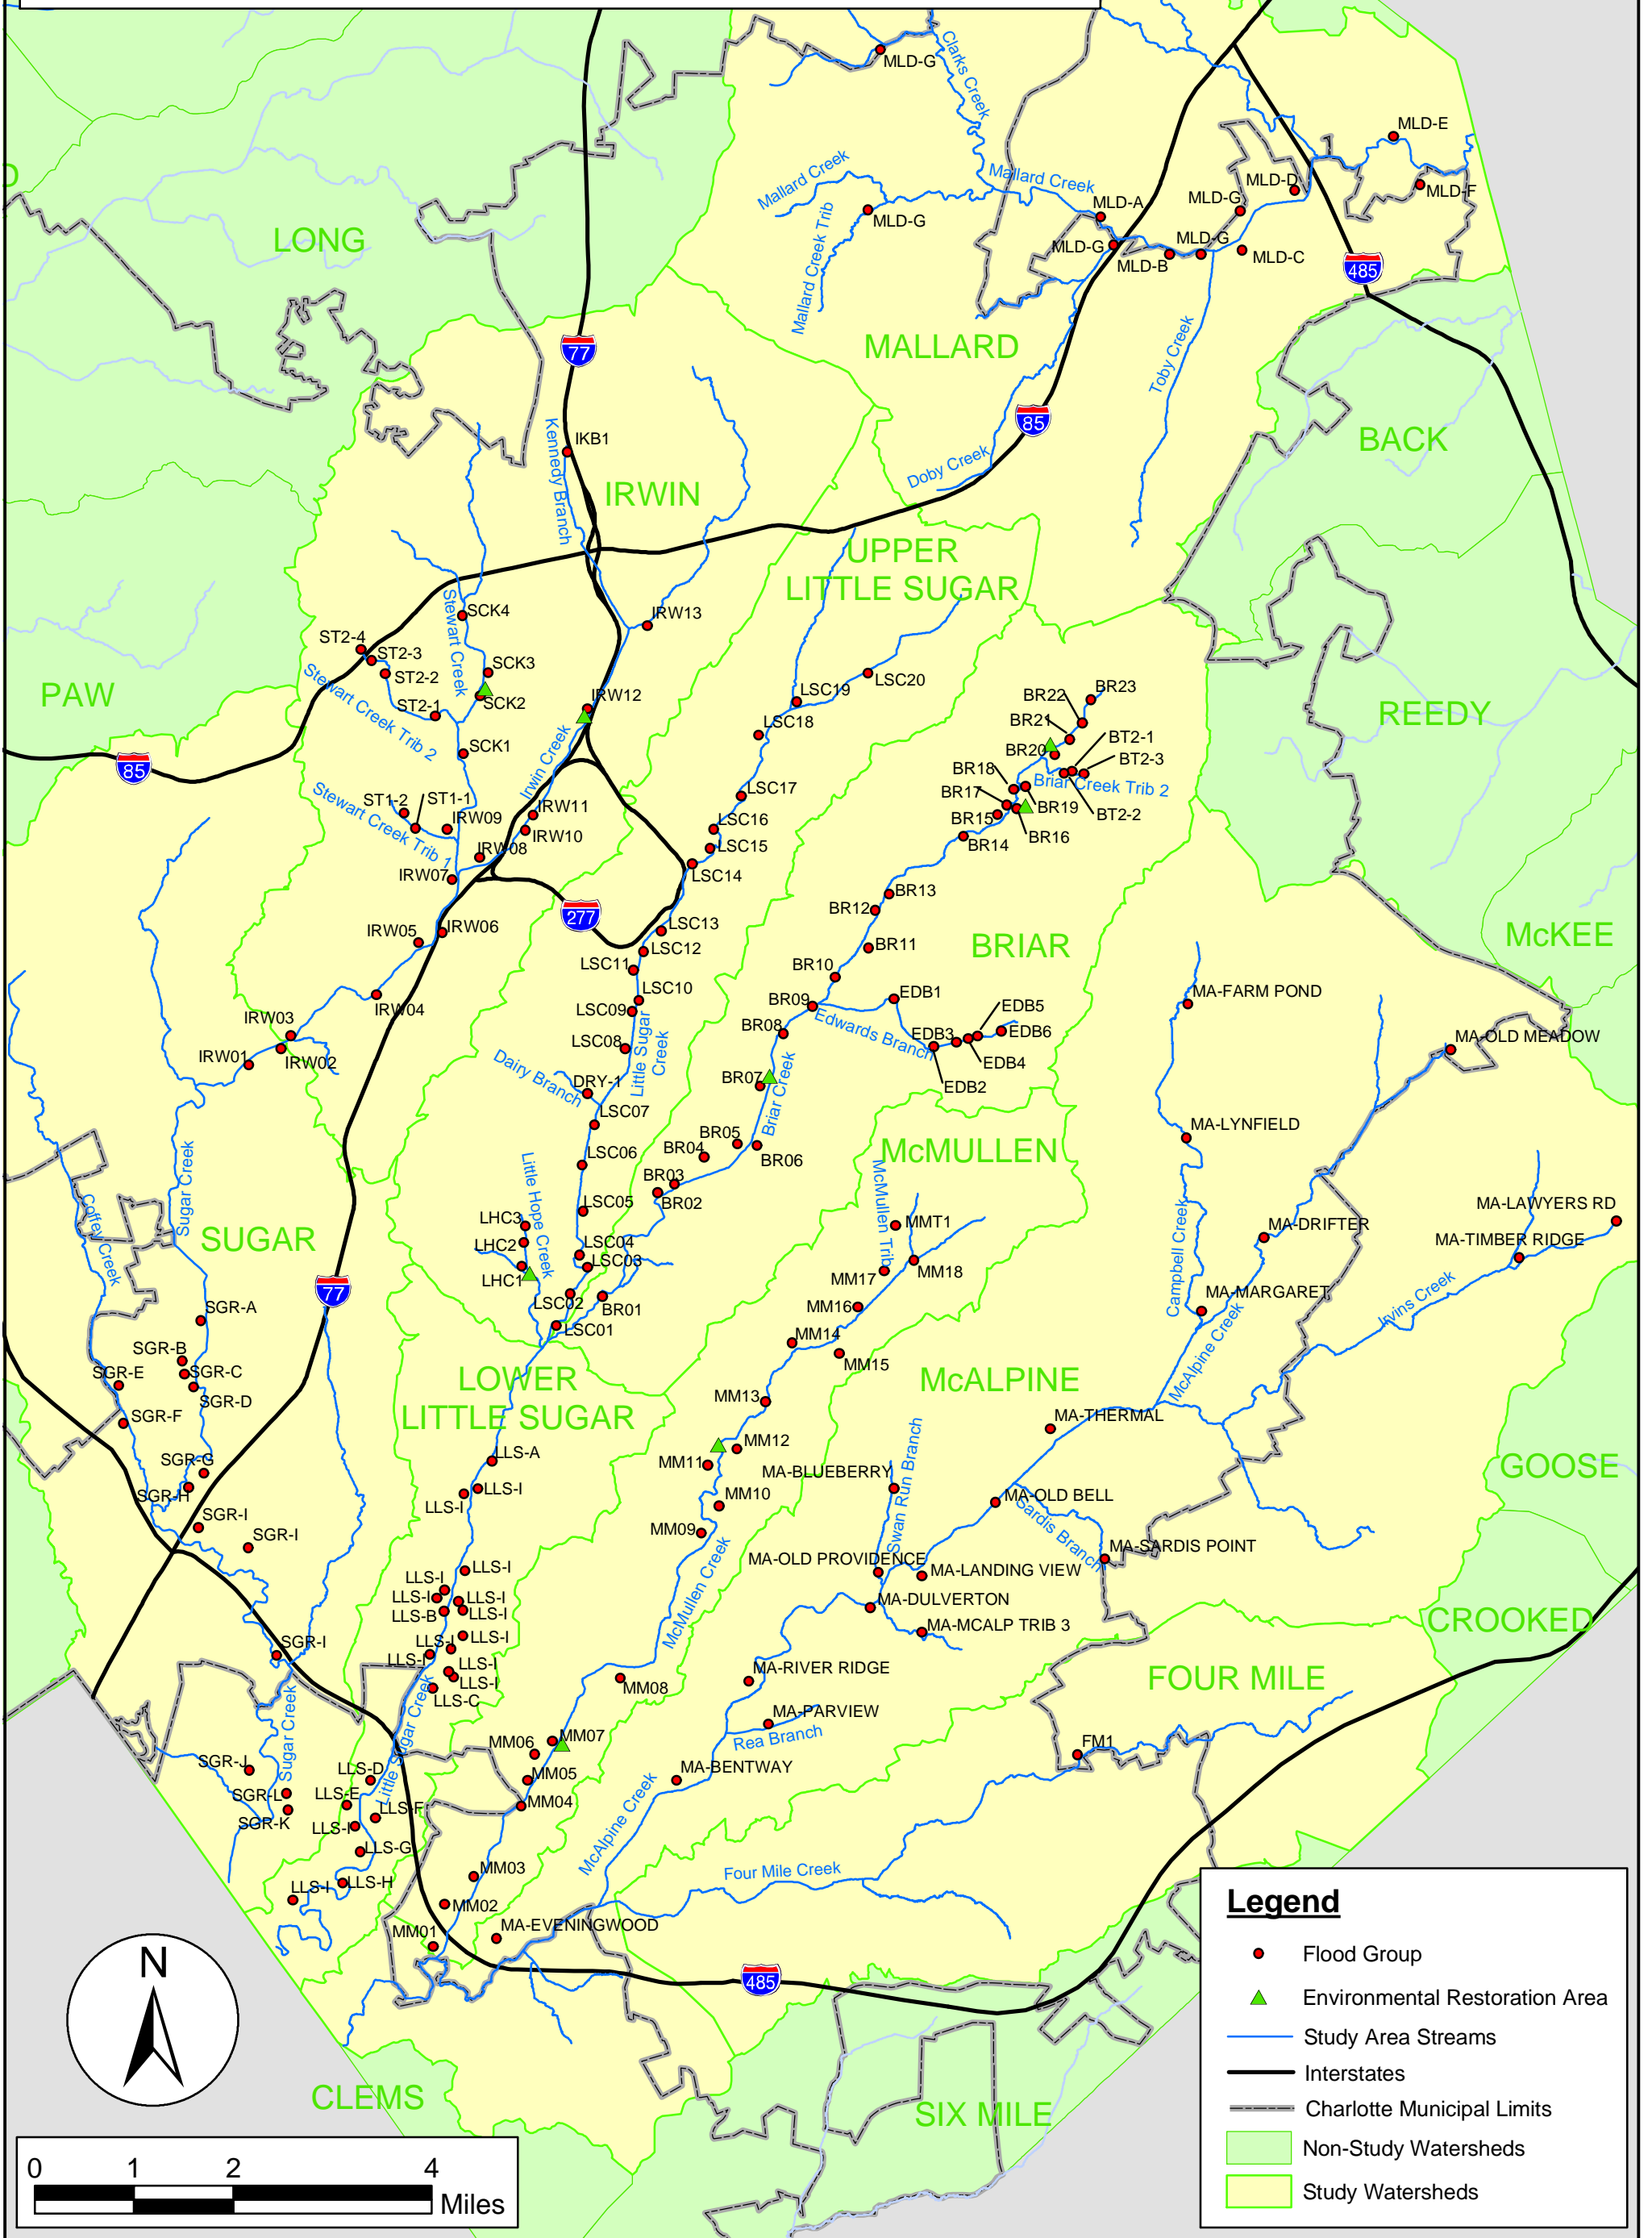 MLD-G
Clarks Creek
MLD-E
Mallard Creek
Mallard Creek
MLD-D
MLD-F
MLD-A
MLD-G
MLD-G
Mallard Creek Trib
LONG
MLD-G
MLD-G
MLD-B
MLD-C
485
77
MALLARD
Toby Creek
85
IKB1
Kennedy Branch
BACK
Doby Creek
IRWIN
UPPER
LITTLE SUGAR
SCK4
Stewart Creek
IRW13
ST2-4
ST2-3
ST2-2
SCK3
SCK2
Stewart Creek Trib 2
ST2-1
IRW12
PAW
LSC20
LSC19
LSC18
BR23
BR22
BR21
BR20
BT2-1
BT2-3
REEDY
SCK1
85
Irwin Creek
BR18
Briar Creek Trib 2
BR17
BR19
BT2-2
LSC17
ST1-2
ST1-1
IRW11
Stewart Creek Trib 1
IRW09
IRW10
LSC16
BR15
BR16
BR14
IRW08
LSC15
IRW07
LSC14
BR13
277
BR12
IRW05
IRW06
LSC13
McKEE
LSC12
BR11
BRIAR
LSC11
BR10
LSC10
EDB1
MA-FARM POND
IRW04
LSC09
BR09
EDB5
IRW03
Edwards Branch
BR08
EDB3
EDB6
MA-OLD MEADOW
LSC08
Little Sugar
Creek
IRW01
IRW02
EDB4
Dairy Branch
DRY-1
BR07
Briar Creek
EDB2
LSC07
MA-LYNFIELD
BR05
BR04
BR06
McMULLEN
LSC06
Little Hope Creek
McMullen Trib
BR03
BR02
Sugar Creek
Coffey Creek
LSC05
LHC3
MMT1
MA-LAWYERS RD
SUGAR
LHC2
LSC04
MA-DRIFTER
MA-TIMBER RIDGE
LSC03
LHC1
MM17
MM18
Campbell Creek
77
LSC02
BR01
MA-MARGARET
Irvins Creek
SGR-A
MM16
LSC01
MM14
McAlpine Creek
SGR-B
MM15
SGR-E
SGR-C
LOWER
LITTLE SUGAR
McALPINE
SGR-D
MM13
SGR-F
MA-THERMAL
MM12
LLS-A
SGR-G
MM11
MA-BLUEBERRY
Swan Run Branch
GOOSE
SGR-H
LLS-I
LLS-I
MM10
MA-OLD BELL
SGR-I
MM09
Sardis Branch
SGR-I
MA-SARDIS POINT
MA-OLD PROVIDENCE
MA-LANDING VIEW
LLS-I
LLS-I
LLS-I
LLS-I
LLS-B
LLS-I
McMullen Creek
MA-DULVERTON
MA-MCALP TRIB 3
CROOKED
SGR-I
LLS-I
LLS-I
LLS-I
LLS-I
LLS-I
LLS-C
MM08
MA-RIVER RIDGE
FOUR MILE
Little Sugar Creek
Sugar Creek
MA-PARVIEW
Rea Branch
MM06
MM07
FM1
SGR-J
LLS-D
MM05
MA-BENTWAY
SGR-L
LLS-E
LLS-F
MM04
McAlpine Creek
SGR-K
LLS-I
LLS-G
Four Mile Creek
MM03
LLS-I
LLS-H
MM02
MM01
MA-EVENINGWOOD
485
N
CLEMS
SIX MILE
Legend
Flood Group
Environmental Restoration Area
Study Area Streams
Interstates
Charlotte Municipal Limits
Non-Study Watersheds
Study Watersheds
0 1 2 4
Miles